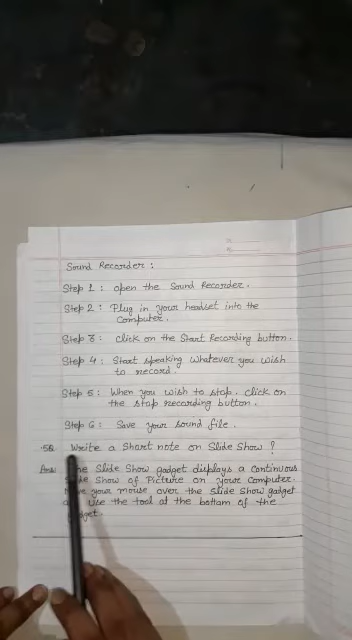 Sound Recorder:
Step 1: open the Sound Recorder.
Step 2: Plug in your headset into the
computer.
Step 3: click on the Start Recording button.
Step 4: Start speaking whatever you wish
to record.
Step 5: When you wish to stop. click on
the stop recording button.
Step 6: Save your sound file.
5Q. Write a Short note on Slide Show?
Ans: The Slide Show gadget displays a continuous
Show of Picture on your Computer.
your mouse over the slide show gadget
use the tool at the bottom of the